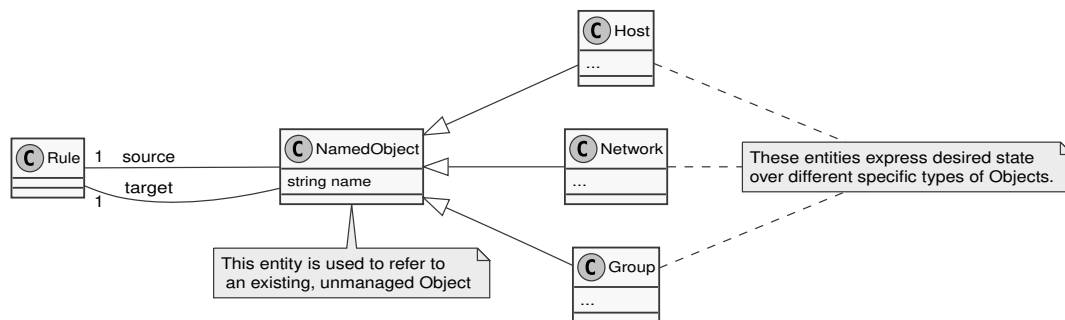 C Host
...
C Rule
1 source
target
1
C NamedObject
string name
C Network
...
These entities express desired state
over different specific types of Objects.
This entity is used to refer to
an existing, unmanaged Object
C Group
...